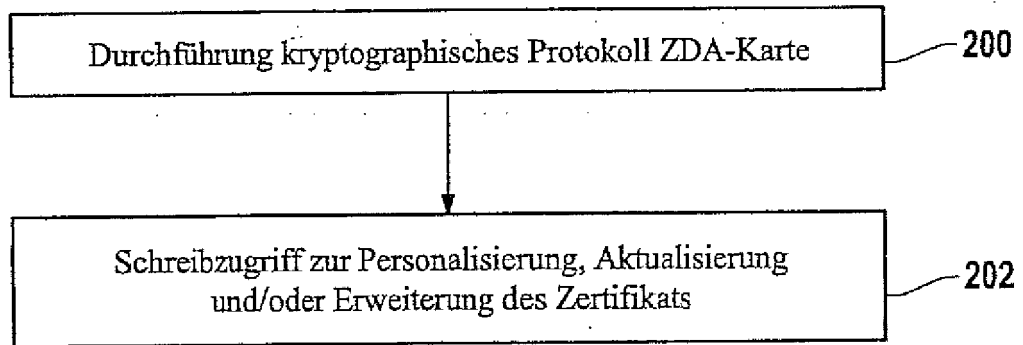 Durchführung kryptographisches Protokoll ZDA-Karte
200
Schreibzugriff zur Personalisierung, Aktualisierung
und/oder Erweiterung des Zertifikats
202